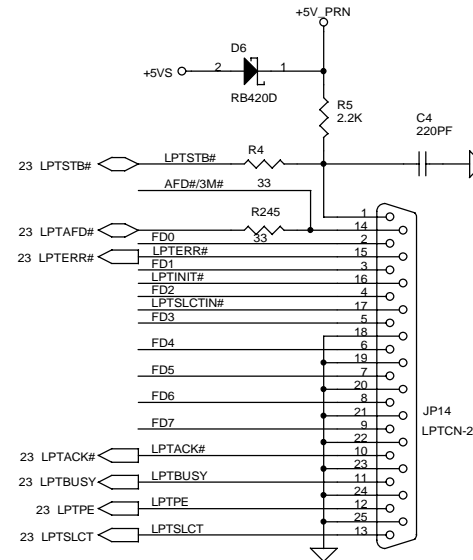 +5V_PRN
D6
+5VS 2 1
RB420D
R5
2.2K
C4
220PF
R4
23 LPTSTB# LPTSTB#
33
AFD#/3M#
1
R245
14
23 LPTAFD#
FD0 33 2
23 LPTERR# LPTERR# 15
FD1 3
LPTINIT# 16
FD2 4
LPTSLCTIN# 17
FD3 5
18
FD4 6
19
FD5 7
20
FD6 8
21
JP14
FD7 9
LPTCN-2
22
23 LPTACK# LPTACK# 10
23
23 LPTBUSY LPTBUSY 11
24
23 LPTPE LPTPE 12
25
23 LPTSLCT LPTSLCT 13